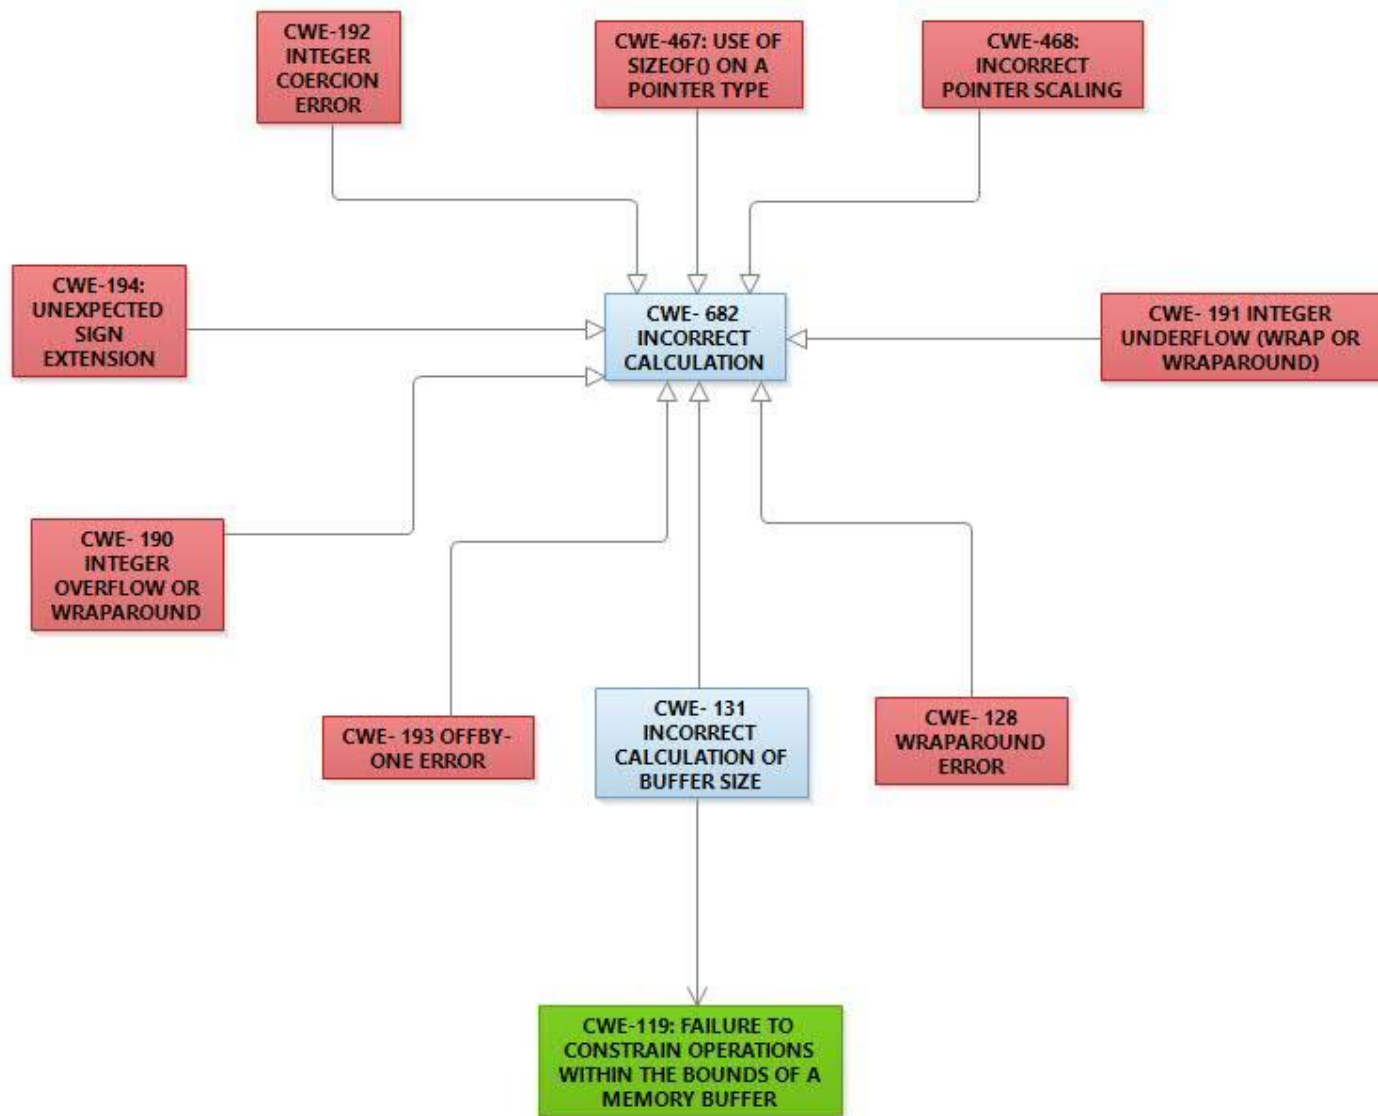 CWE-192
INTEGER
COERCION
ERROR
CWE-467: USE OF
SIZEOF() ON A
POINTER TYPE
CWE-468:
INCORRECT
POINTER SCALING
CWE-194:
UNEXPECTED
SIGN
EXTENSION
CWE- 682
INCORRECT
CALCULATION
CWE- 191 INTEGER
UNDERFLOW (WRAP OR
WRAPAROUND)
CWE- 190
INTEGER
OVERFLOW OR
WRAPAROUND
CWE- 193 OFFBY-
ONE ERROR
CWE- 131
INCORRECT
CALCULATION OF
BUFFER SIZE
CWE- 128
WRAPAROUND
ERROR
CWE-119: FAILURE TO
CONSTRAIN OPERATIONS
WITHIN THE BOUNDS OF A
MEMORY BUFFER